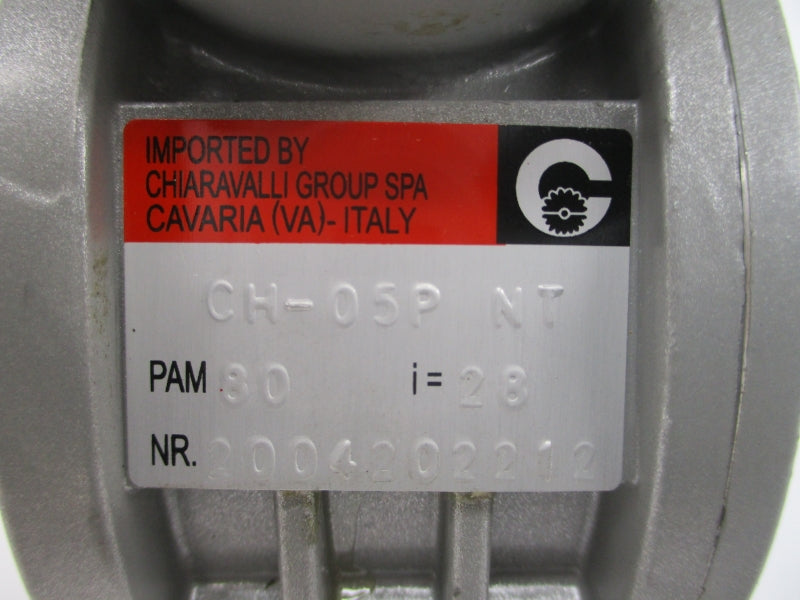 IMPORTED BY
CHIARAVALLI GROUP SPA
CAVARIA (VA)- ITALY
CH-05P NT
PAM 80 i = 28
NR. 2004202212